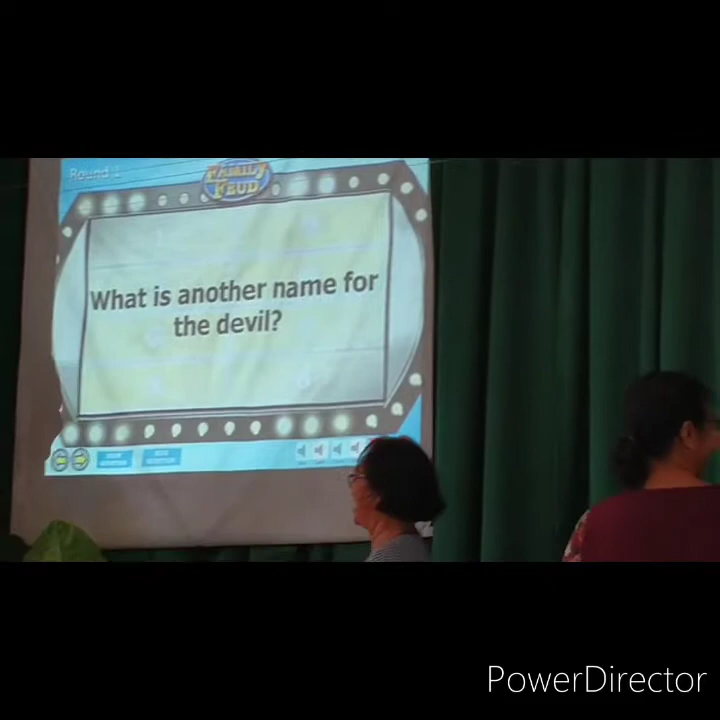 Round 1
FAMILY
FEUD
What is another name for
the devil?
PowerDirector